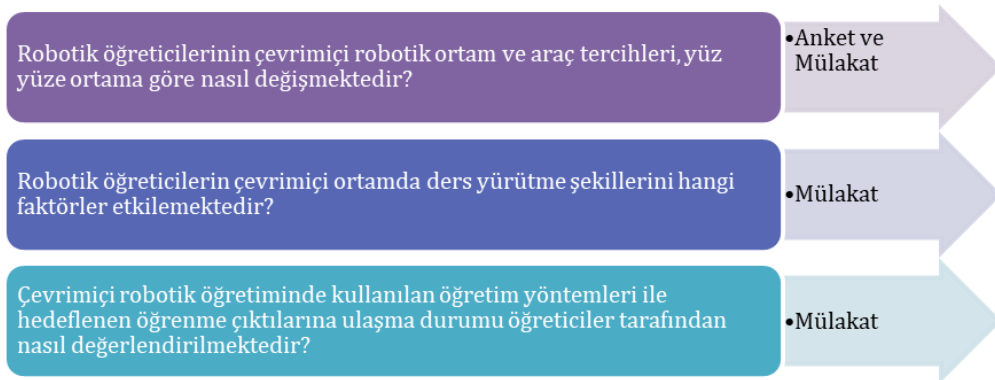 Robotik öğreticilerinin çevrimiçi robotik ortam ve araç tercihleri, yüz
yüze ortama göre nasıl değişmektedir?
•Anket ve
Mülakat
Robotik öğreticilerin çevrimiçi ortamda ders yürütme şekillerini hangi
faktörler etkilemektedir?
•Mülakat
Çevrimiçi robotik öğretiminde kullanılan öğretim yöntemleri ile
hedeflenen öğrenme çıktılarına ulaşma durumu öğreticiler tarafından
nasıl değerlendirilmektedir?
•Mülakat